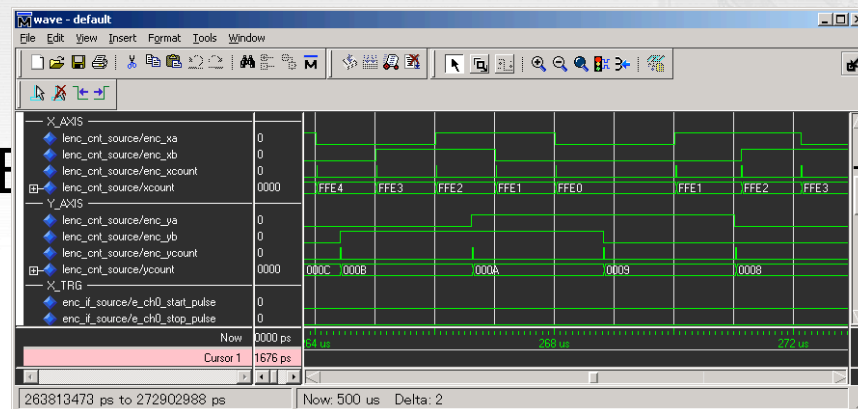 wave - default
File Edit View Insert Format Tools Window
E
X_AXIS
/enc_cnt_source/enc_xa 0
/enc_cnt_source/enc_xb 0
/enc_cnt_source/enc_xcount 0
/enc_cnt_source/xcount 0000 FFE4 FFE3 FFE2 FFE1 FFE0 FFE1 FFE2 FFE3
Y_AXIS
/enc_cnt_source/enc_ya 0
/enc_cnt_source/enc_yb 0
/enc_cnt_source/enc_ycount 0
/enc_cnt_source/ycount 0000 000C 000B 000A 0009 0008
X_TRG
enc_if_source/e_ch0_start_pulse 0
enc_if_source/e_ch0_stop_pulse 0
Now 0000 ps 64 us 268 us 272 us
Cursor 1 1676 ps
263813473 ps to 272902988 ps Now: 500 us Delta: 2